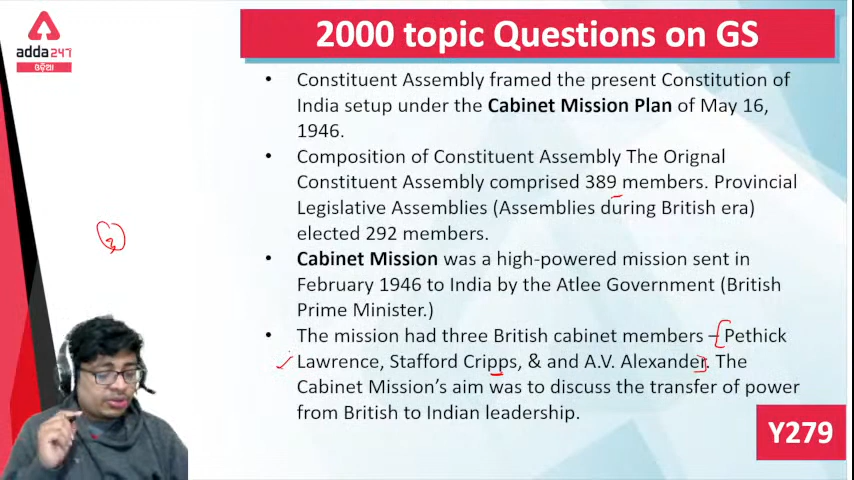 adda247
ଓଡ଼ିଆ
2000 topic Questions on GS
• Constituent Assembly framed the present Constitution of
India setup under the Cabinet Mission Plan of May 16,
1946.
• Composition of Constituent Assembly The Orignal
Constituent Assembly comprised 389 members. Provincial
Legislative Assemblies (Assemblies during British era)
elected 292 members.
• Cabinet Mission was a high-powered mission sent in
February 1946 to India by the Atlee Government (British
Prime Minister.)
• The mission had three British cabinet members – Pethick
Lawrence, Stafford Cripps, & and A.V. Alexander. The
Cabinet Mission's aim was to discuss the transfer of power
from British to Indian leadership.
Y279